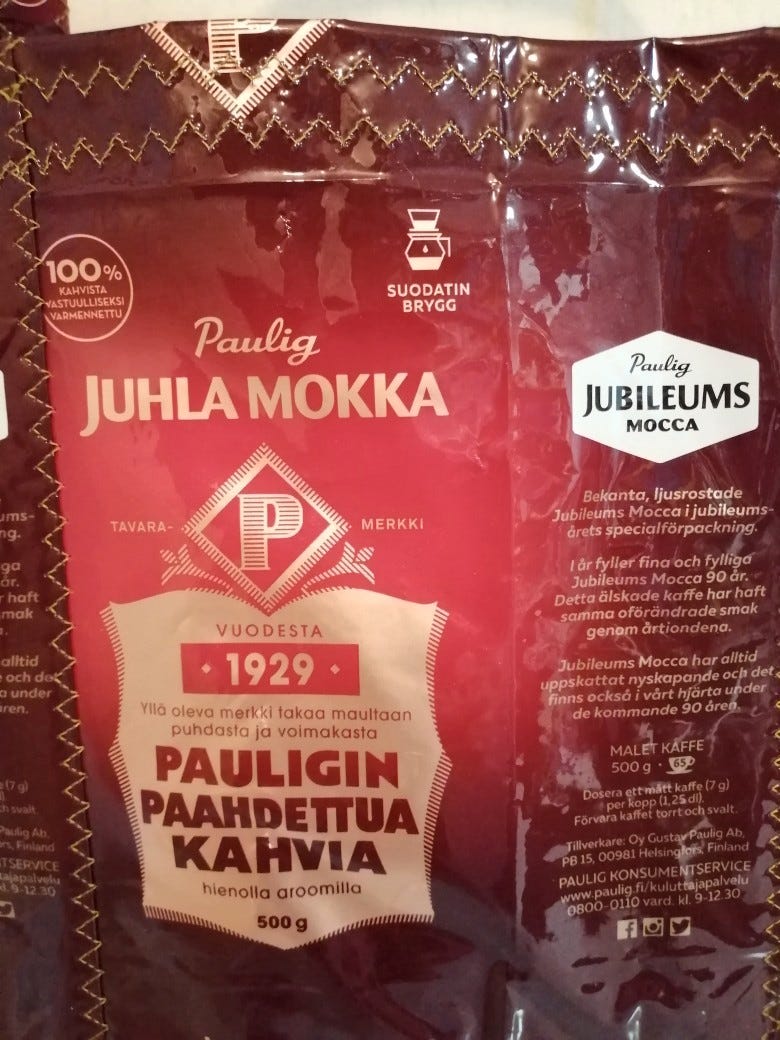 P
100%
KAHVISTA
VASTUULLISEKSI
VARMENNETTU
SUODATIN
BRYGG
Paulig
JUHLA MOKKA
TAVARA-
P
MERKKI
VUODESTA
1929
Yllä oleva merkki takaa maultaan
puhdasta ja voimakasta
PAULIGIN
PAAHDETTUA
KAHVIA
hienolla aroomilla
500 g
Paulig
JUBILEUMS
MOCCA
Bekanta, ljusrostade
Jubileums Mocca i jubileums-
årets specialförpackning.
I år fyller fina och fylliga
Jubileums Mocca 90 år.
Detta älskade kaffe har haft
samma oförändrade smak
genom årtiondena.
Jubileums Mocca har alltid
uppskattat nyskapande och det
finns också i vårt hjärta under
de kommande 90 åren.
MALET KAFFE
500 g • 65
Dosera ett mått kaffe (7 g)
per kopp (1,25 dl).
Förvara kaffet torrt och svalt.
Tillverkare: Oy Gustav Paulig Ab,
PB 15, 00981 Helsingfors, Finland
PAULIG KONSUMENTSERVICE
www.paulig.fi/kuluttajapalvelu
0800-0110 vard. kl. 9-12.30